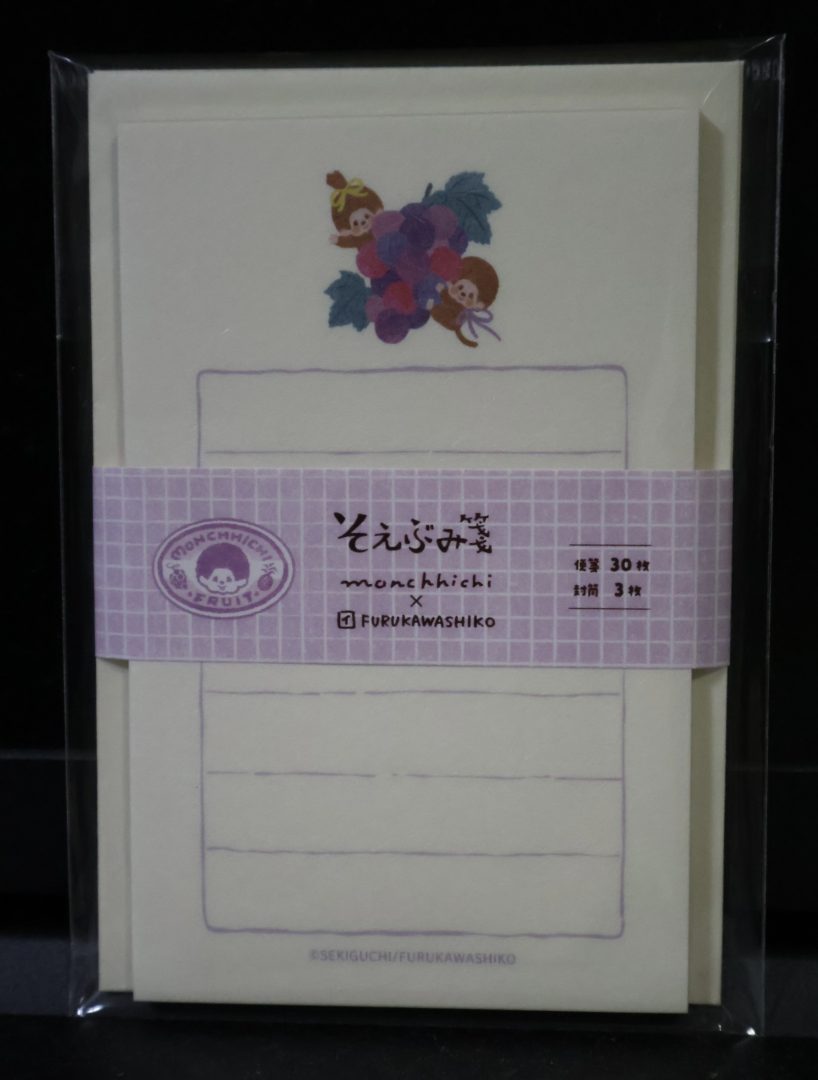 MONCHHICHI
FRUIT
そえぶみ箋
monchhichi
×
イ FURUKAWASHIKO
便箋 30枚
封筒 3枚
©SEKIGUCHI/FURUKAWASHIKO